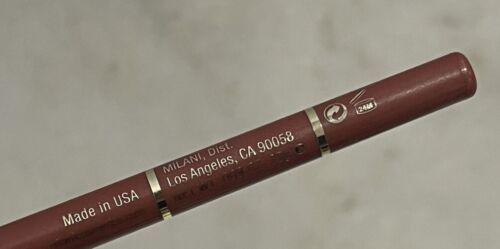 MILANI, Dist.
Los Angeles, CA 90058
Made in USA
24M